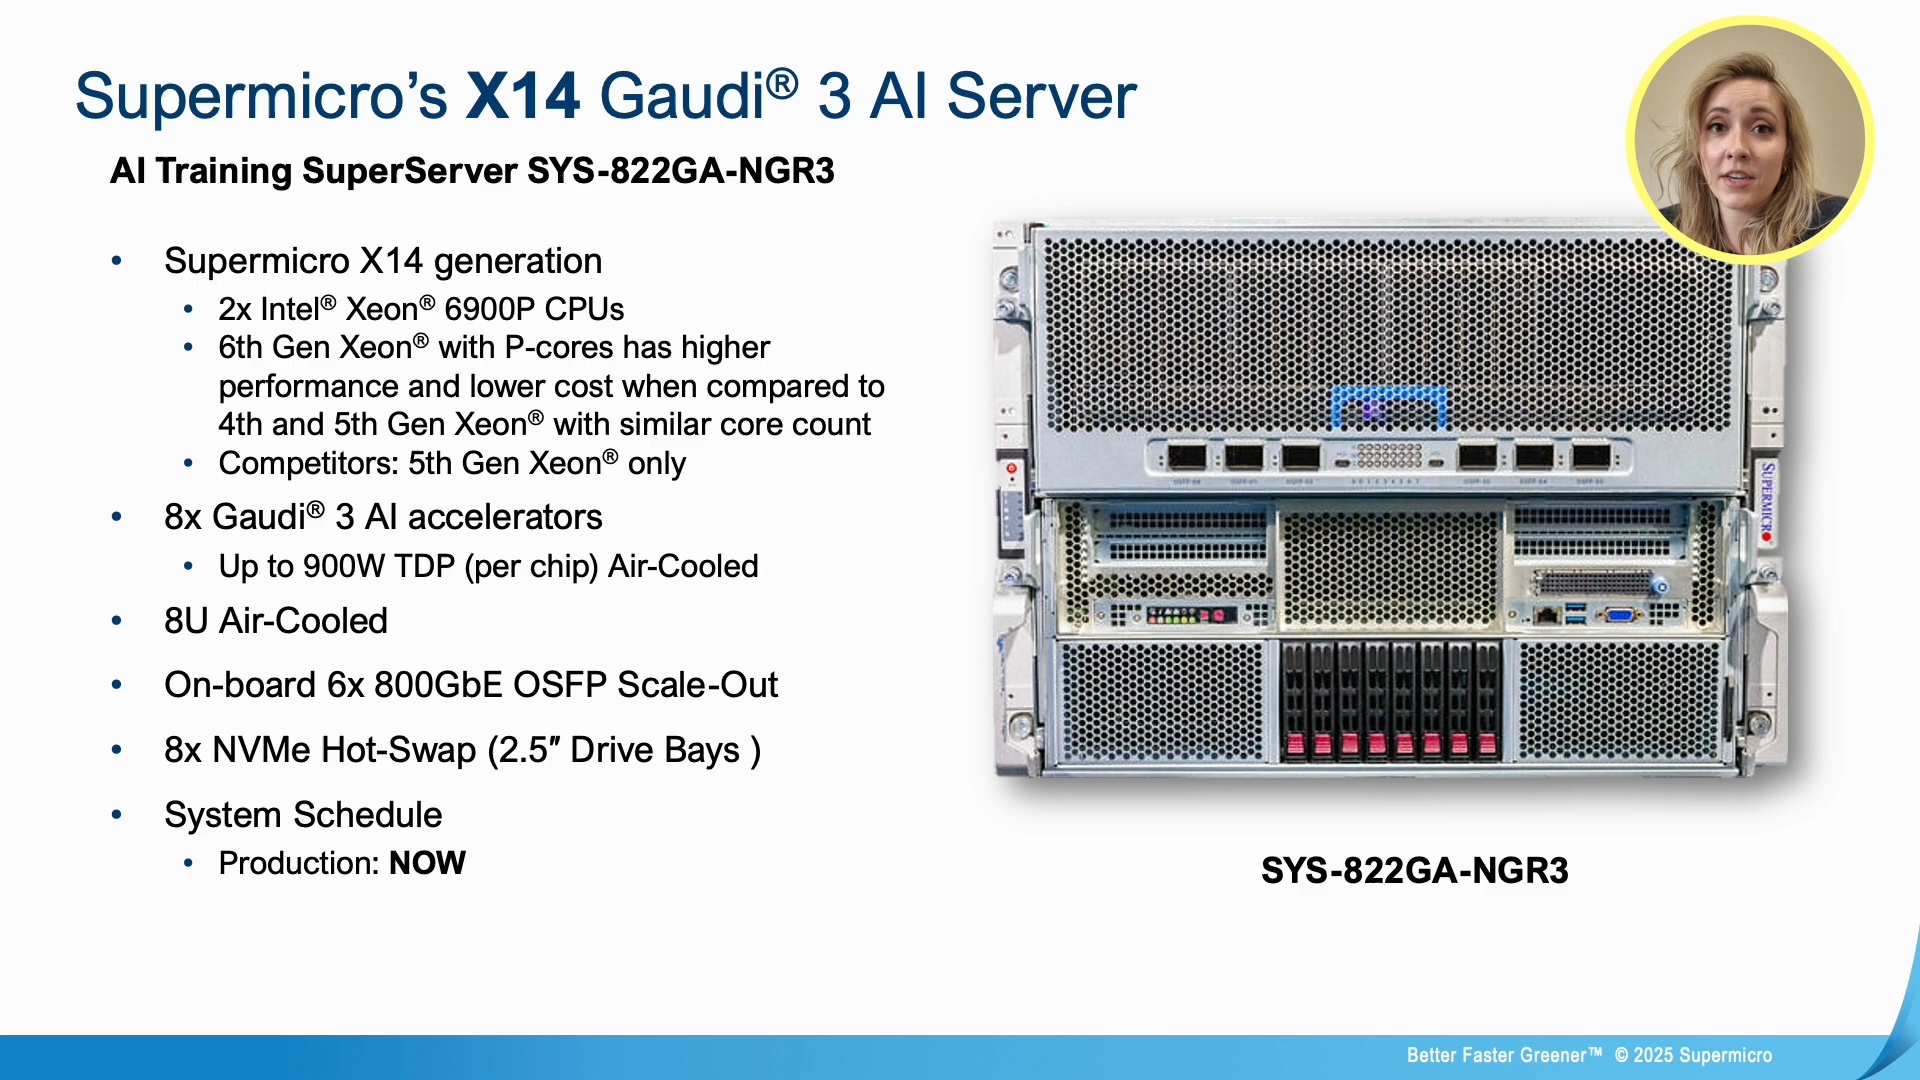 Supermicro’s X14 Gaudi® 3 AI Server
AI Training SuperServer SYS-822GA-NGR3
• Supermicro X14 generation
• 2x Intel® Xeon® 6900P CPUs
• 6th Gen Xeon® with P-cores has higher
performance and lower cost when compared to
4th and 5th Gen Xeon® with similar core count
• Competitors: 5th Gen Xeon® only
• 8x Gaudi® 3 AI accelerators
• Up to 900W TDP (per chip) Air-Cooled
• 8U Air-Cooled
• On-board 6x 800GbE OSFP Scale-Out
• 8x NVMe Hot-Swap (2.5″ Drive Bays )
• System Schedule
• Production: NOW
SUPERMICRO
SYS-822GA-NGR3
Better Faster Greener™ © 2025 Supermicro